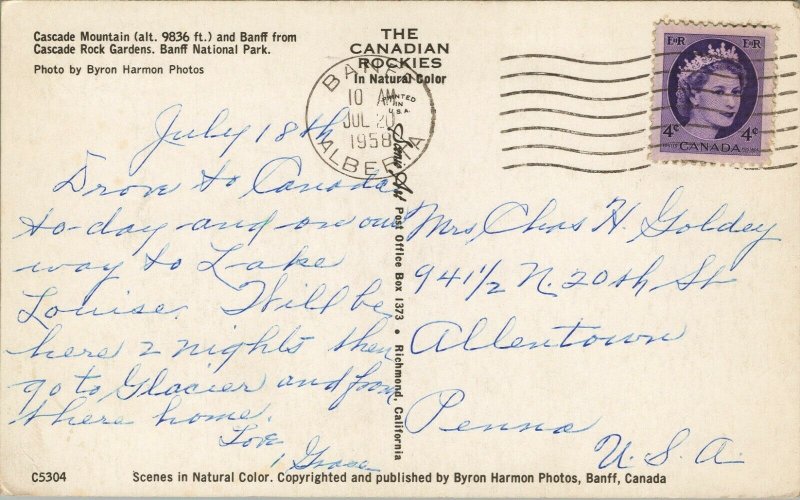 Cascade Mountain (alt. 9836 ft.) and Banff from
Cascade Rock Gardens. Banff National Park.
Photo by Byron Harmon Photos
THE
CANADIAN
ROCKIES
In Natural Color
PRINTED
IN
U.S.A.
BANFF
10 AM
JUL 20
1958
ALBERTA
E II R
E II R
4¢
4¢
CANADA
July 18th
Drove to Canada
to-day and on our
way to Lake
Louise. Will be
here 2 nights then
go to Glacier and from
there home.
Love
Grace
Mrs. Chas H. Goldey
941½ N. 20th St
Allentown
Penna
U.S.A.
Post Office Box 1373 • Richmond, California
C5304
Scenes in Natural Color. Copyrighted and published by Byron Harmon Photos, Banff, Canada